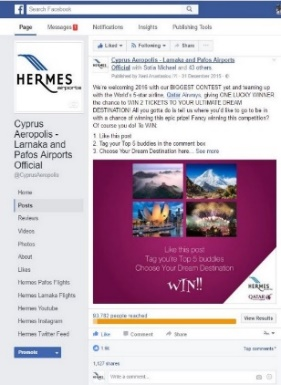 Search Facebook
Page Messages Notifications Insights Publishing Tools
Liked Following Share
HERMES
airports
Cyprus
Aeropolis -
Larnaka and
Pafos Airports
Official
@CyprusAeropolis
Home
Posts
Reviews
Videos
Photos
About
Likes
Hermes Pafos Flights
Hermes Larnaka Flights
Hermes Youtube
Hermes Instagram
Hermes Twitter Feed
Promote
Cyprus Aeropolis - Larnaka and Pafos Airports
Official with Setia Michael and 40 others.
Published by 31 December 2015
We're welcoming 2016 with our BIGGEST CONTEST yet and teaming up
with the World's 5-star airline, Qatar Airways, giving ONE LUCKY WINNER
the chance to WIN 2 TICKETS TO YOUR ULTIMATE DREAM
DESTINATION! All you gotta do is tell us where you'd like to go to be in
with a chance of winning this epic prize! Fancy winning this competition?
Of course you do! To WIN:
1. Like this post
2. Tag your Top 5 buddies in the comment box
3. Choose Your Dream Destination here... See more
Like this post
Tag you're Top 5 buddies
Choose Your Dream Destination
WIN!!
HERMES
airports
QATAR
people reached
View Results
Like Comment Share
Top comments
1,537 shares
Write a comment...